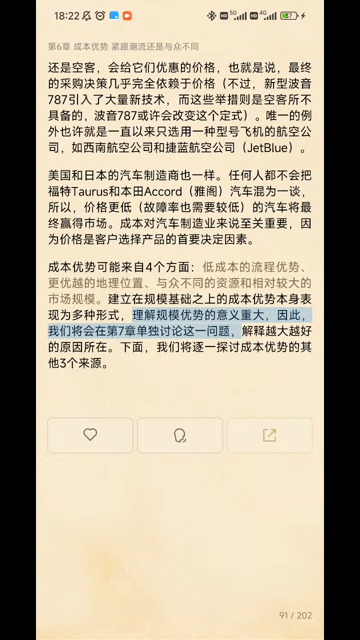 18:22
5G
4G
67
第6章 成本优势 紧跟潮流还是与众不同
还是空客，会给它们优惠的价格，也就是说，最终
的采购决策几乎完全依赖于价格（不过，新型波音
787引入了大量新技术，而这些举措则是空客所不
具备的，波音787或许会改变这个定式）。唯一的例
外也许就是一直以来只选用一种型号飞机的航空公
司，如西南航空公司和捷蓝航空公司（JetBlue）。
美国和日本的汽车制造商也一样。任何人都不会把
福特Taurus和本田Accord（雅阁）汽车混为一谈，
所以，价格更低（故障率也需要较低）的汽车将最
终赢得市场。成本对汽车制造业来说至关重要，因
为价格是客户选择产品的首要决定因素。
成本优势可能来自4个方面：低成本的流程优势、
更优越的地理位置、与众不同的资源和相对较大的
市场规模。建立在规模基础之上的成本优势本身表
现为多种形式，理解规模优势的意义重大，因此，
我们将会在第7章单独讨论这一问题，解释越大越好
的原因所在。下面，我们将逐一探讨成本优势的其
他3个来源。
91 / 202